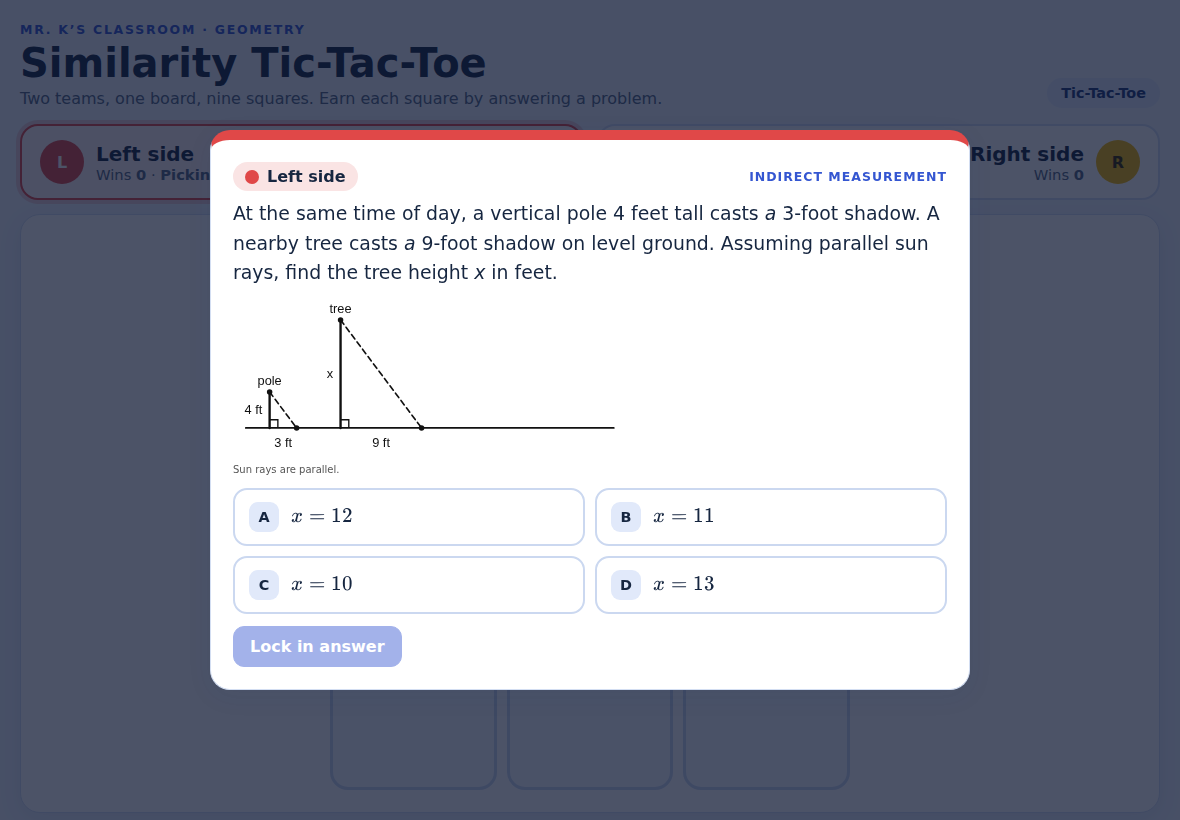 MR. K’S CLASSROOM · GEOMETRY
Similarity Tic-Tac-Toe
Two teams, one board, nine squares. Earn each square by answering a problem.
Tic-Tac-Toe
L
Left side
Wins 0 · Pickin
Right side
Wins 0
R
Left side
INDIRECT MEASUREMENT
At the same time of day, a vertical pole 4 feet tall casts a 3-foot shadow. A
nearby tree casts a 9-foot shadow on level ground. Assuming parallel sun
rays, find the tree height x in feet.
tree
x
pole
4 ft
3 ft
9 ft
Sun rays are parallel.
A x = 12
B x = 11
C x = 10
D x = 13
Lock in answer